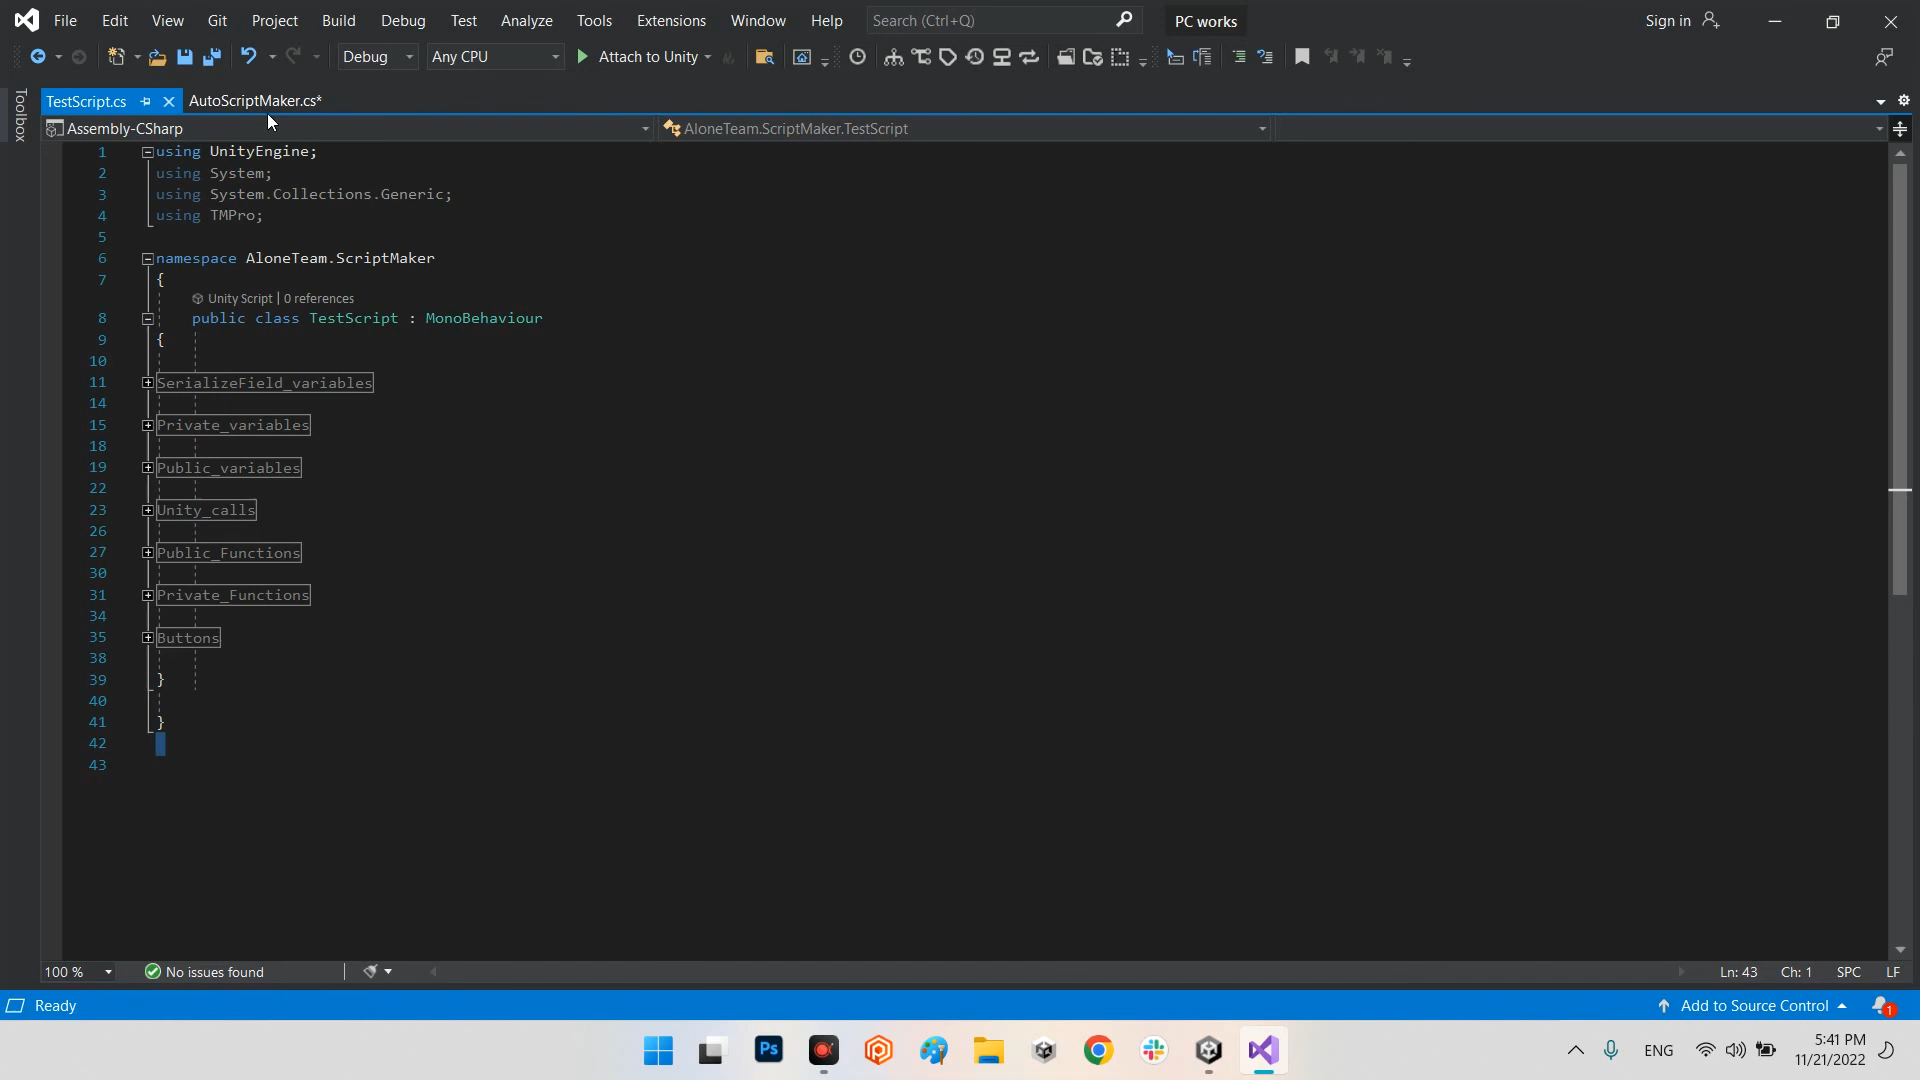 File Edit View Git Project Build Debug Test Analyze Tools Extensions Window Help Search (Ctrl+Q) PC works Sign in
Debug Any CPU Attach to Unity
Toolbox
TestScript.cs AutoScriptMaker.cs*
Assembly-CSharp AloneTeam.ScriptMaker.TestScript
1 using UnityEngine;
2 using System;
3 using System.Collections.Generic;
4 using TMPro;
5
6 namespace AloneTeam.ScriptMaker
7 {
Unity Script | 0 references
8 public class TestScript : MonoBehaviour
9 {
10
11 SerializeField_variables
14
15 Private_variables
18
19 Public_variables
22
23 Unity_calls
26
27 Public_Functions
30
31 Private_Functions
34
35 Buttons
38
39 }
40
41 }
42
43
100 % No issues found Ln: 43 Ch: 1 SPC LF
Ready Add to Source Control 1
Ps ENG 5:41 PM
11/21/2022